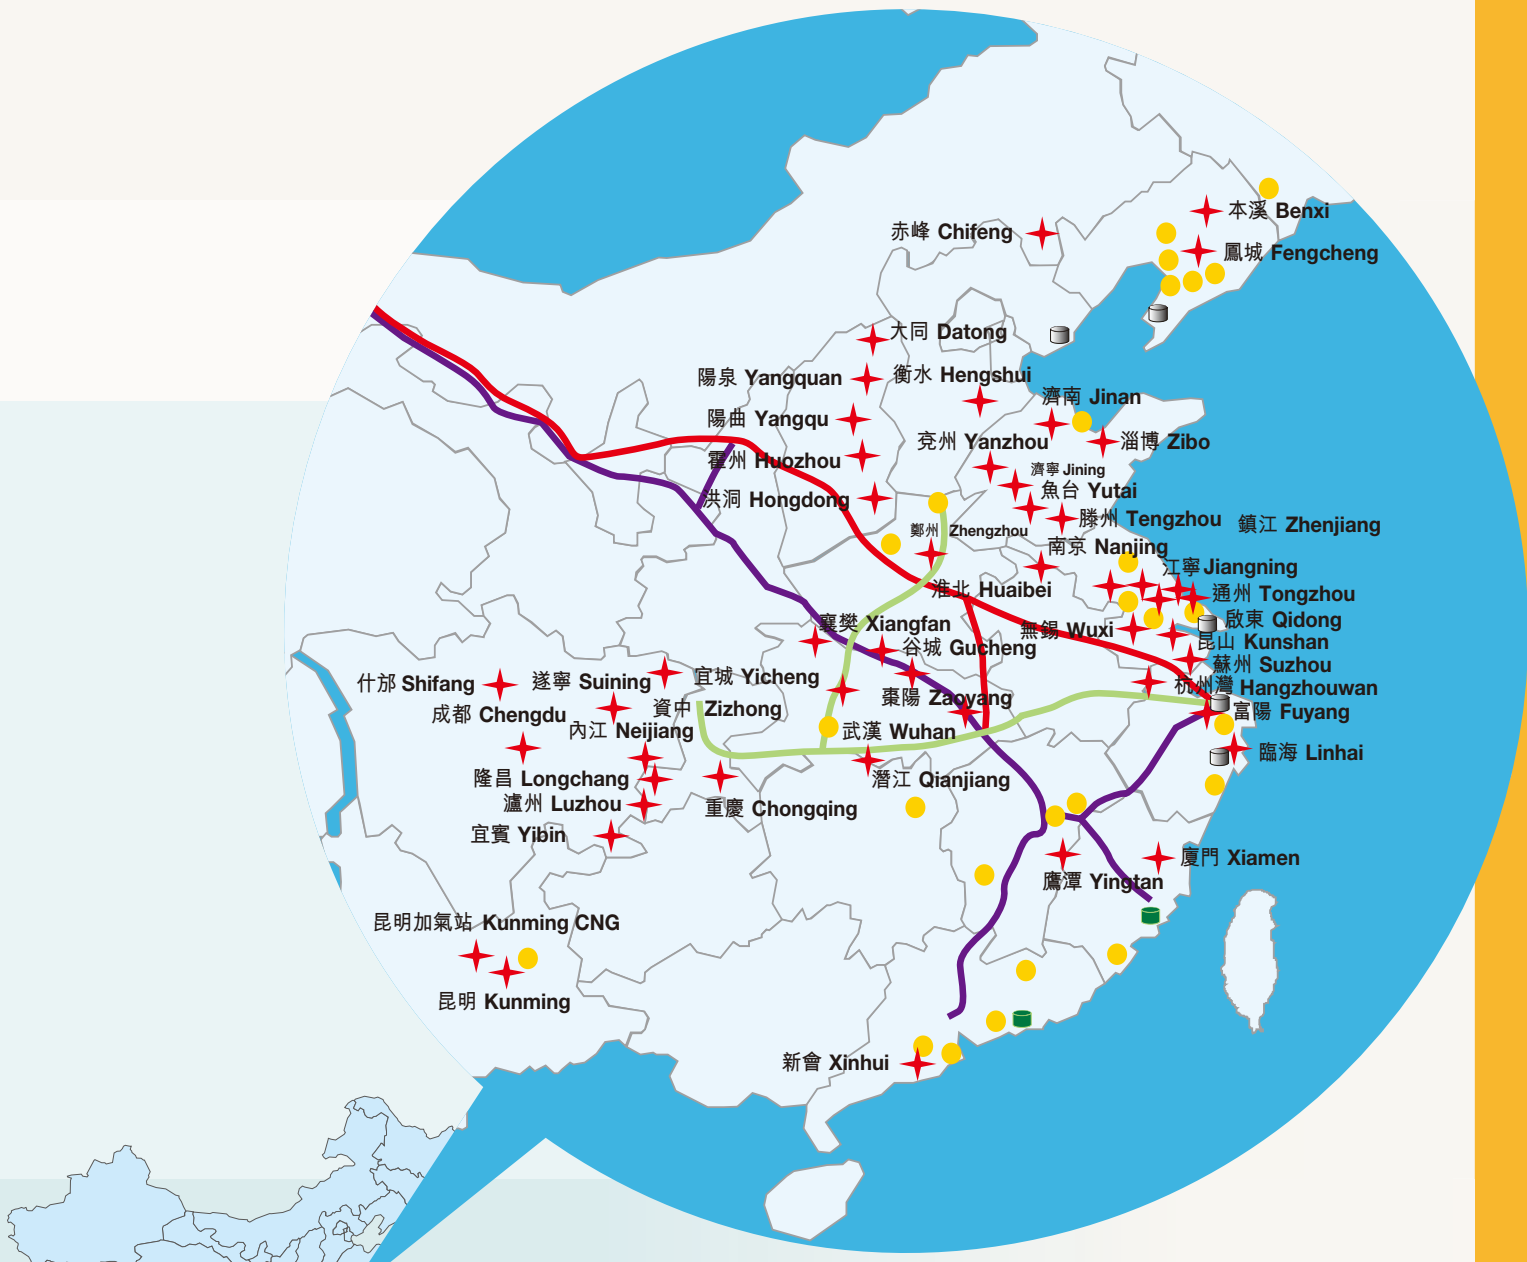 本溪 Benxi
赤峰 Chifeng
鳳城 Fengcheng
大同 Datong
陽泉 Yangquan
衡水 Hengshui
濟南 Jinan
陽曲 Yangqu
兗州 Yanzhou
淄博 Zibo
霍州 Huozhou
濟寧 Jining
魚台 Yutai
洪洞 Hongdong
滕州 Tengzhou
鎮江 Zhenjiang
鄭州 Zhengzhou
南京 Nanjing
江寧 Jiangning
淮北 Huaibei
通州 Tongzhou
襄樊 Xiangfan
無錫 Wuxi
啟東 Qidong
谷城 Gucheng
昆山 Kunshan
蘇州 Suzhou
什邡 Shifang
遂寧 Suining
宜城 Yicheng
杭州灣 Hangzhouwan
棗陽 Zaoyang
成都 Chengdu
資中 Zizhong
富陽 Fuyang
內江 Neijiang
武漢 Wuhan
臨海 Linhai
隆昌 Longchang
潛江 Qianjiang
瀘州 Luzhou
重慶 Chongqing
宜賓 Yibin
廈門 Xiamen
鷹潭 Yingtan
昆明加氣站 Kunming CNG
昆明 Kunming
新會 Xinhui